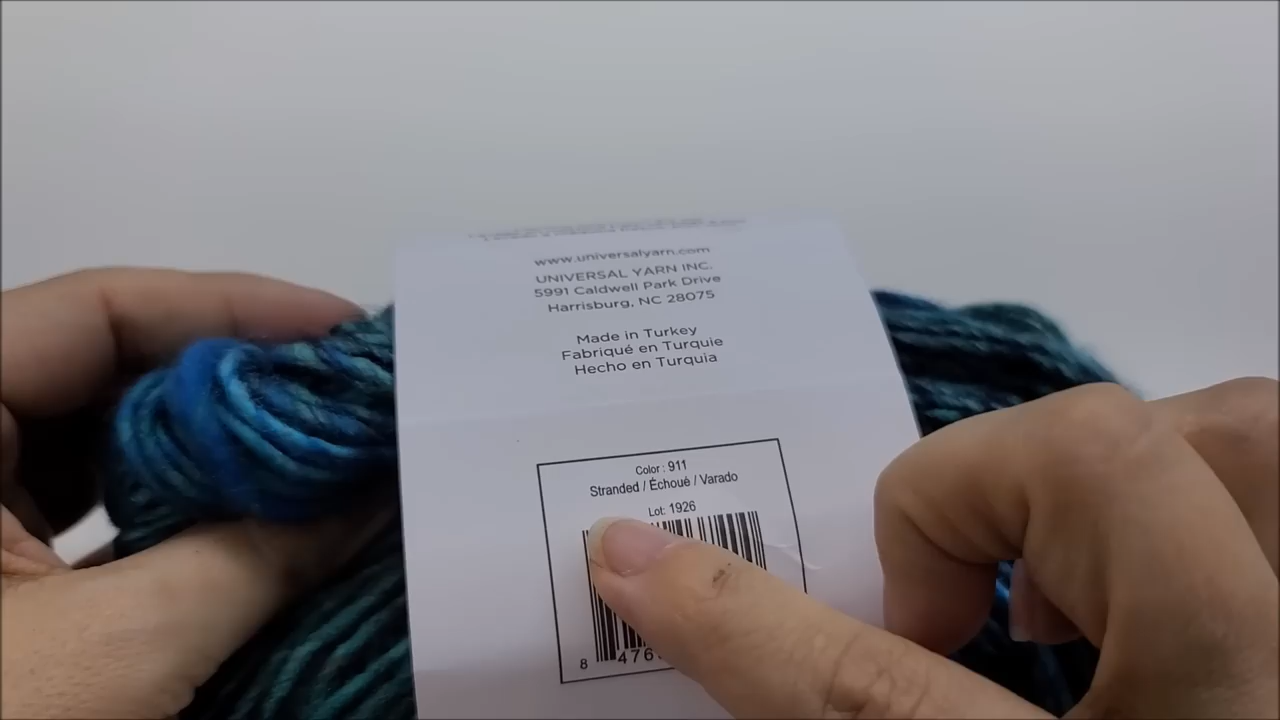 www.universalyarn.com
UNIVERSAL YARN INC.
5991 Caldwell Park Drive
Harrisburg, NC 28075
Made in Turkey
Fabriqué en Turquie
Hecho en Turquía
Color : 911
Stranded / Échoué / Varado
Lot: 1926
8 476